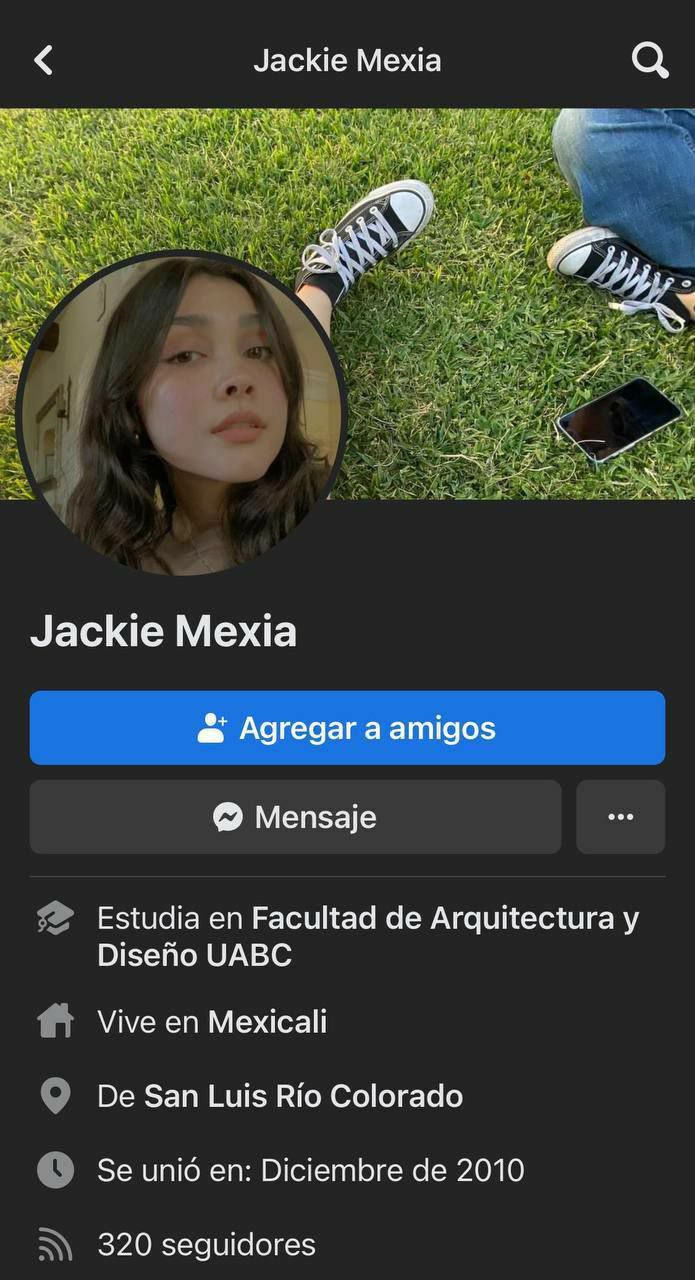 Jackie Mexia
Jackie Mexia
Agregar a amigos
Mensaje
Estudia en Facultad de Arquitectura y
Diseño UABC
Vive en Mexicali
De San Luis Río Colorado
Se unió en: Diciembre de 2010
320 seguidores